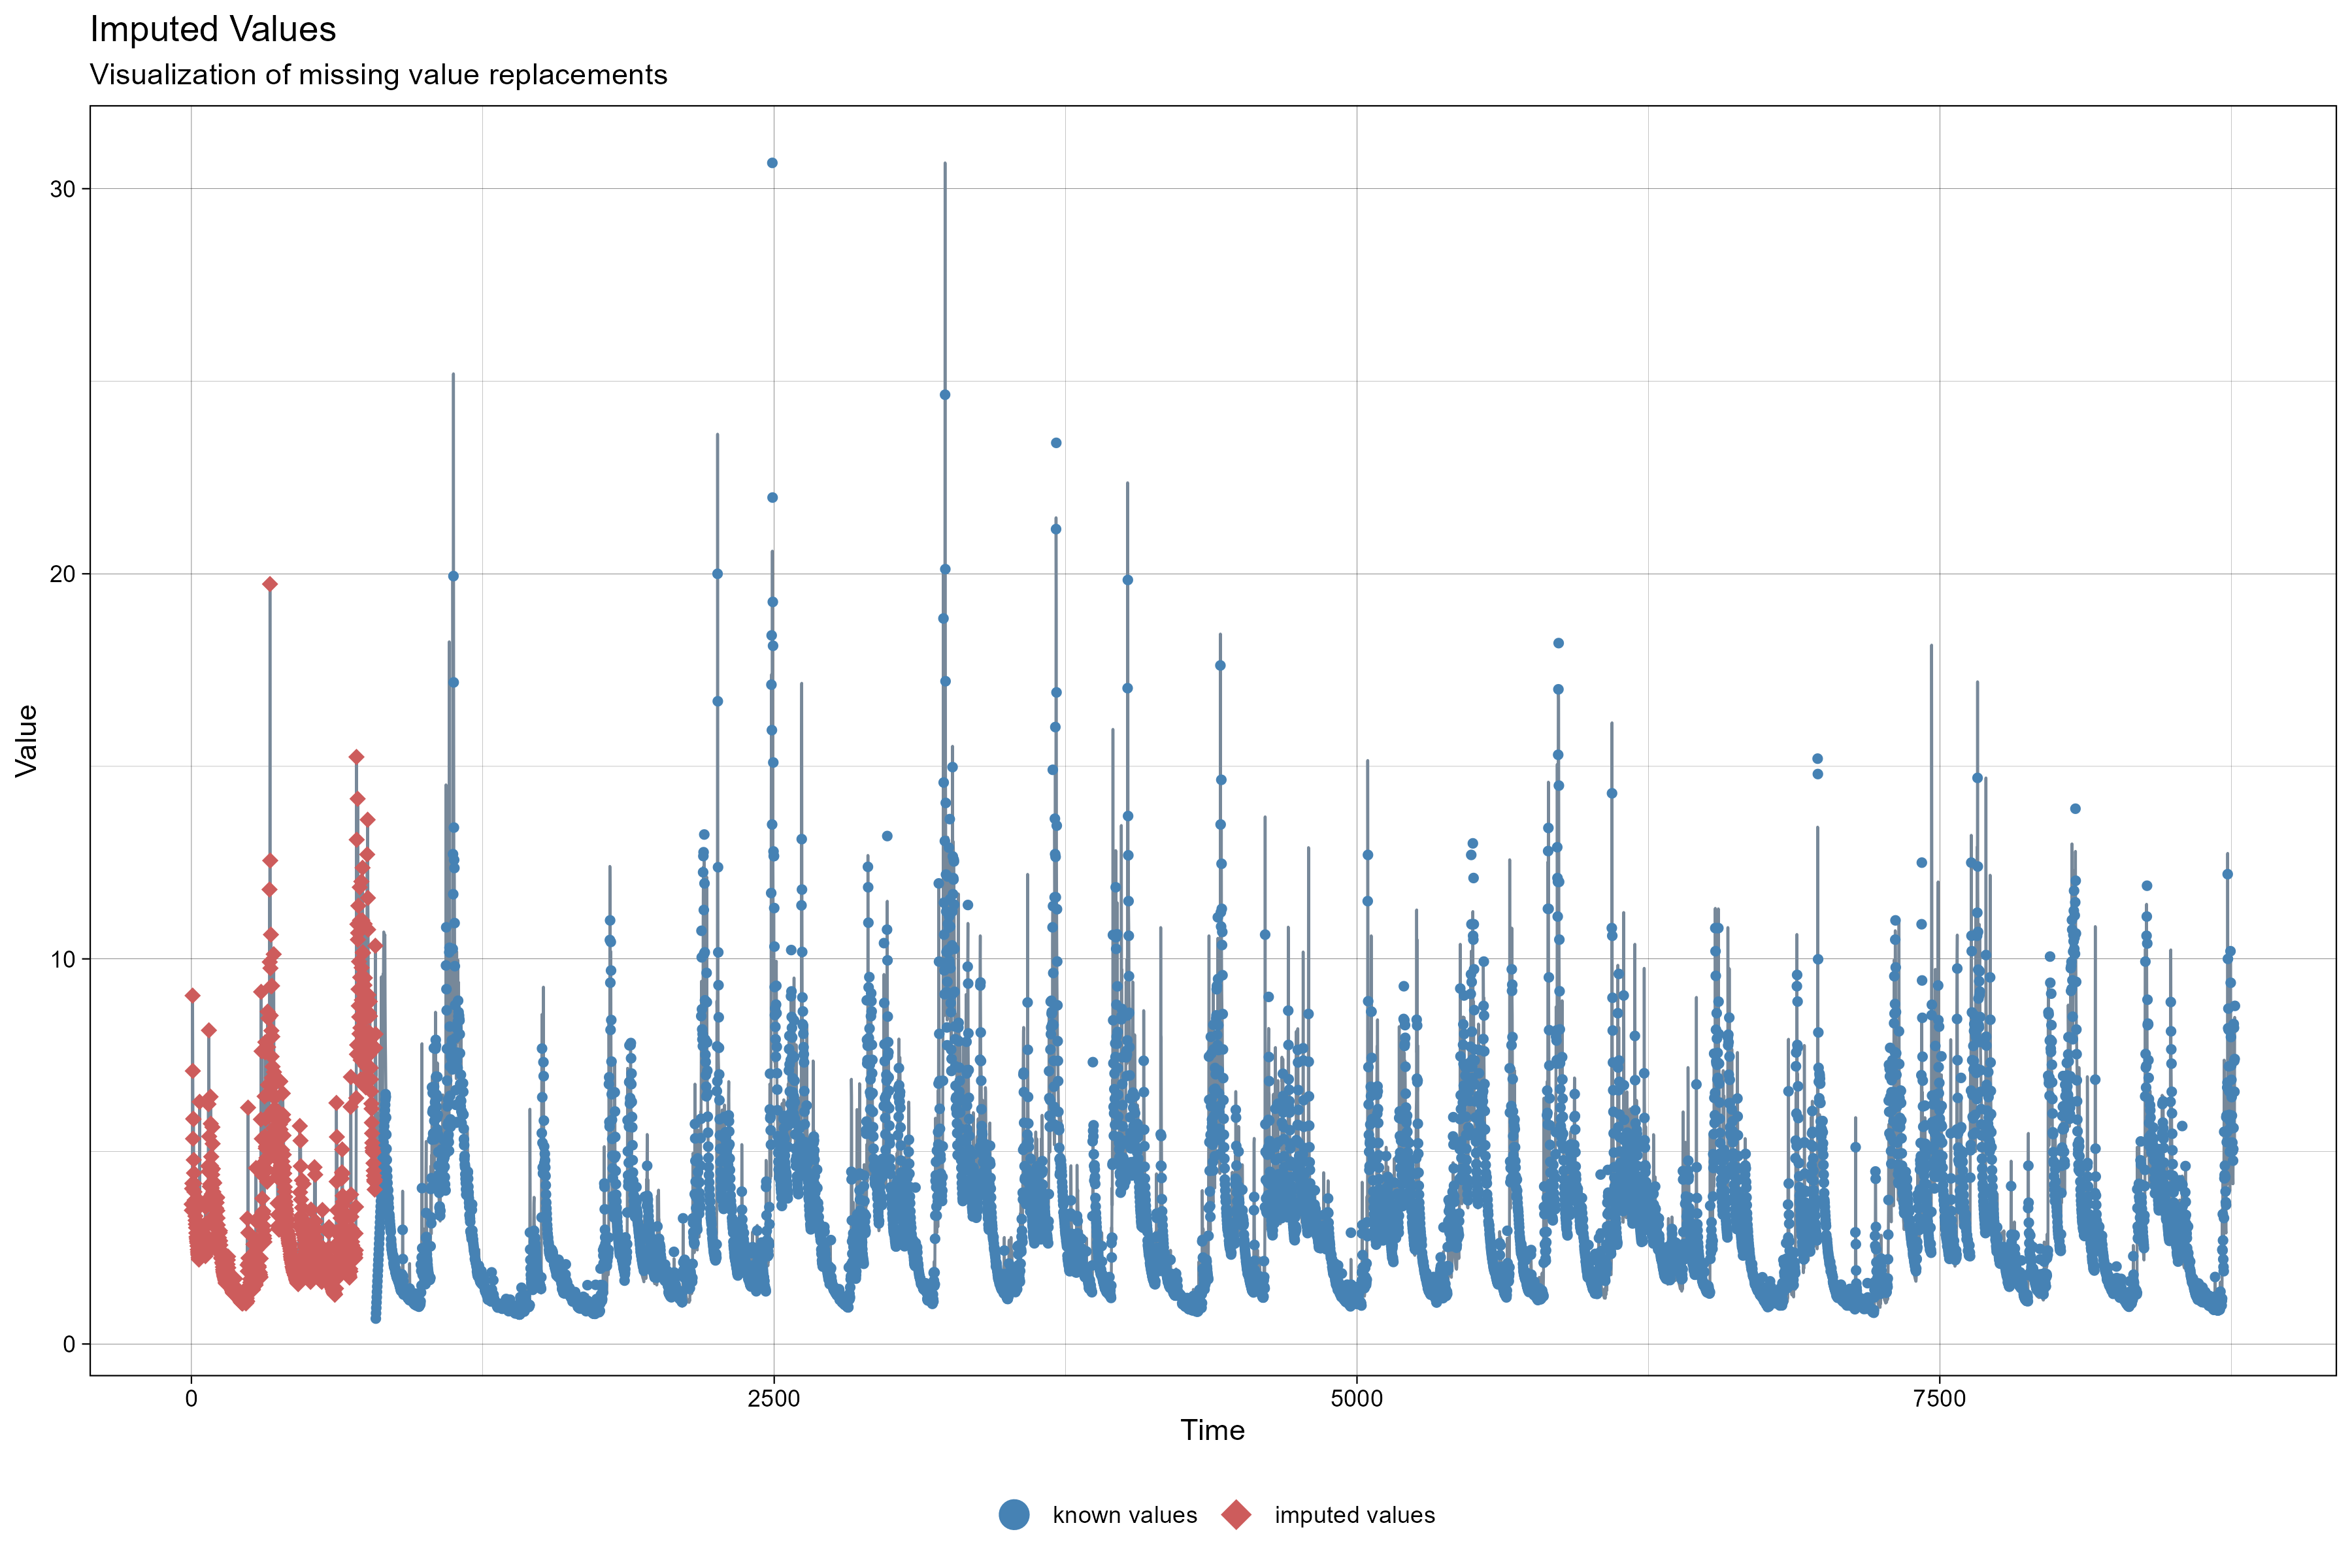 Imputed Values
Visualization of missing value replacements
30
20
10
0
Value
0 2500 5000 7500
Time
known values imputed values